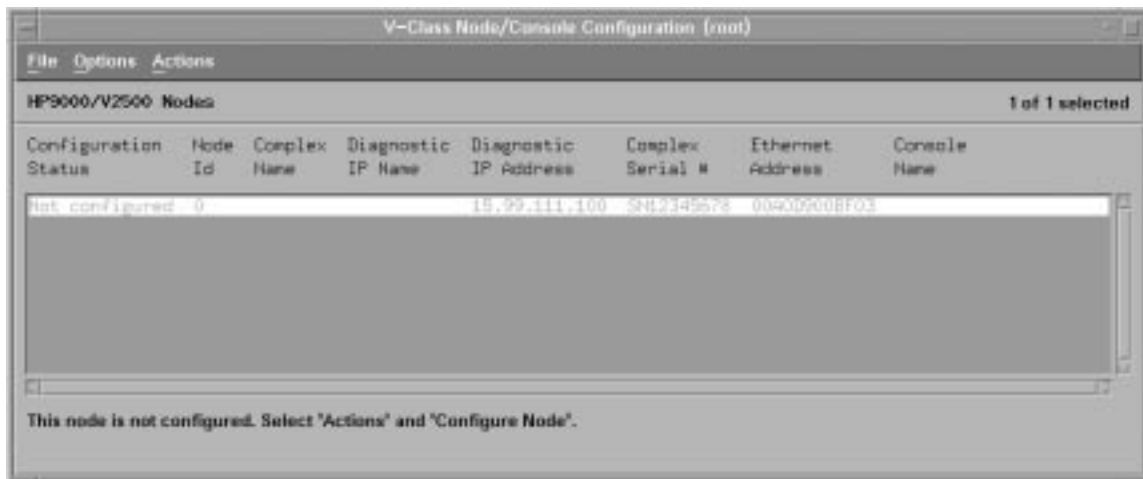 V-Class Node/Console Configuration (root)
File Options Actions
HP9000/V2500 Nodes 1 of 1 selected
Configuration Node Complex Diagnostic Diagnostic Complex Ethernet Console
Status Id Name IP Name IP Address Serial # Address Name
Not configured 0 15.99.111.100 SN12345678 00A0D900BF03
This node is not configured. Select "Actions" and "Configure Node".